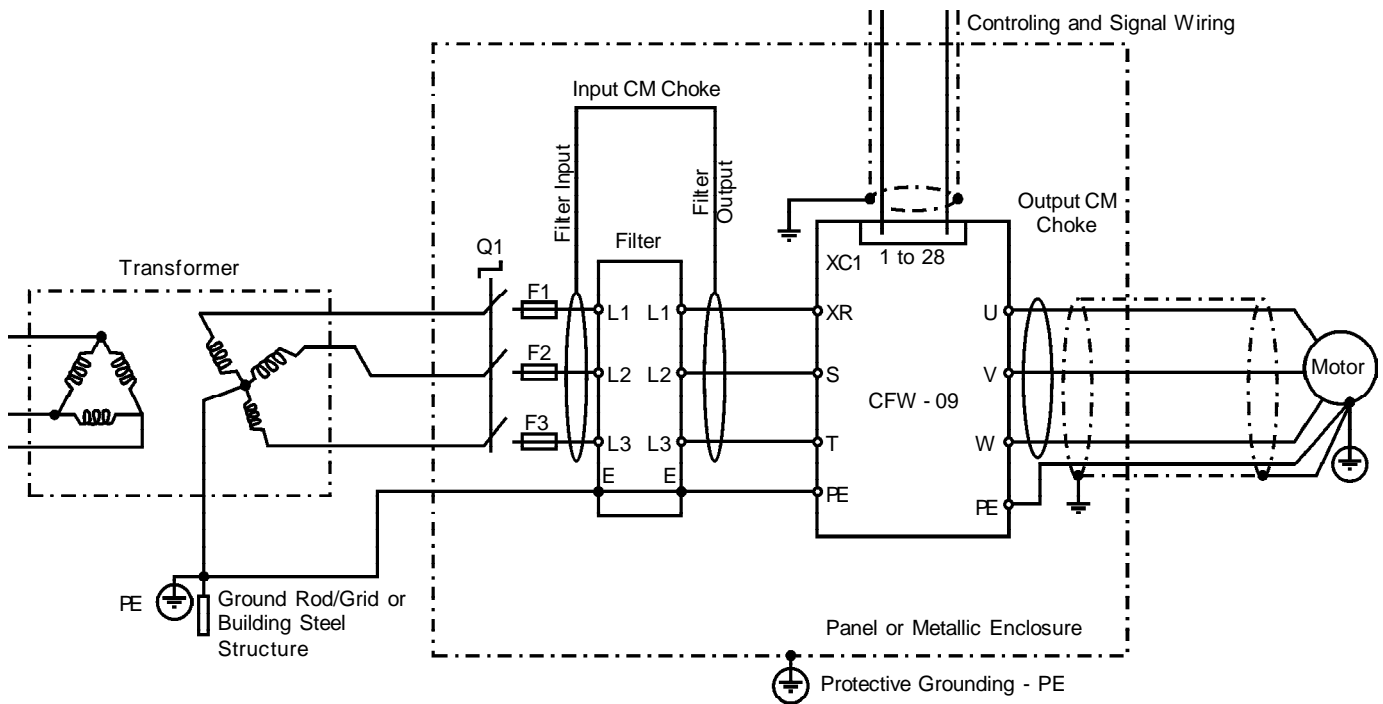 Controling and Signal Wiring
Input CM Choke
Filter Input
Filter
Output
Output CM
Choke
Filter
Q1
Transformer
XC1
1 to 28
F1
L1
L1
XR
U
F2
L2
L2
S
V
Motor
CFW - 09
F3
L3
L3
T
W
E
E
PE
PE
PE
Ground Rod/Grid or
Building Steel
Structure
Panel or Metallic Enclosure
Protective Grounding - PE